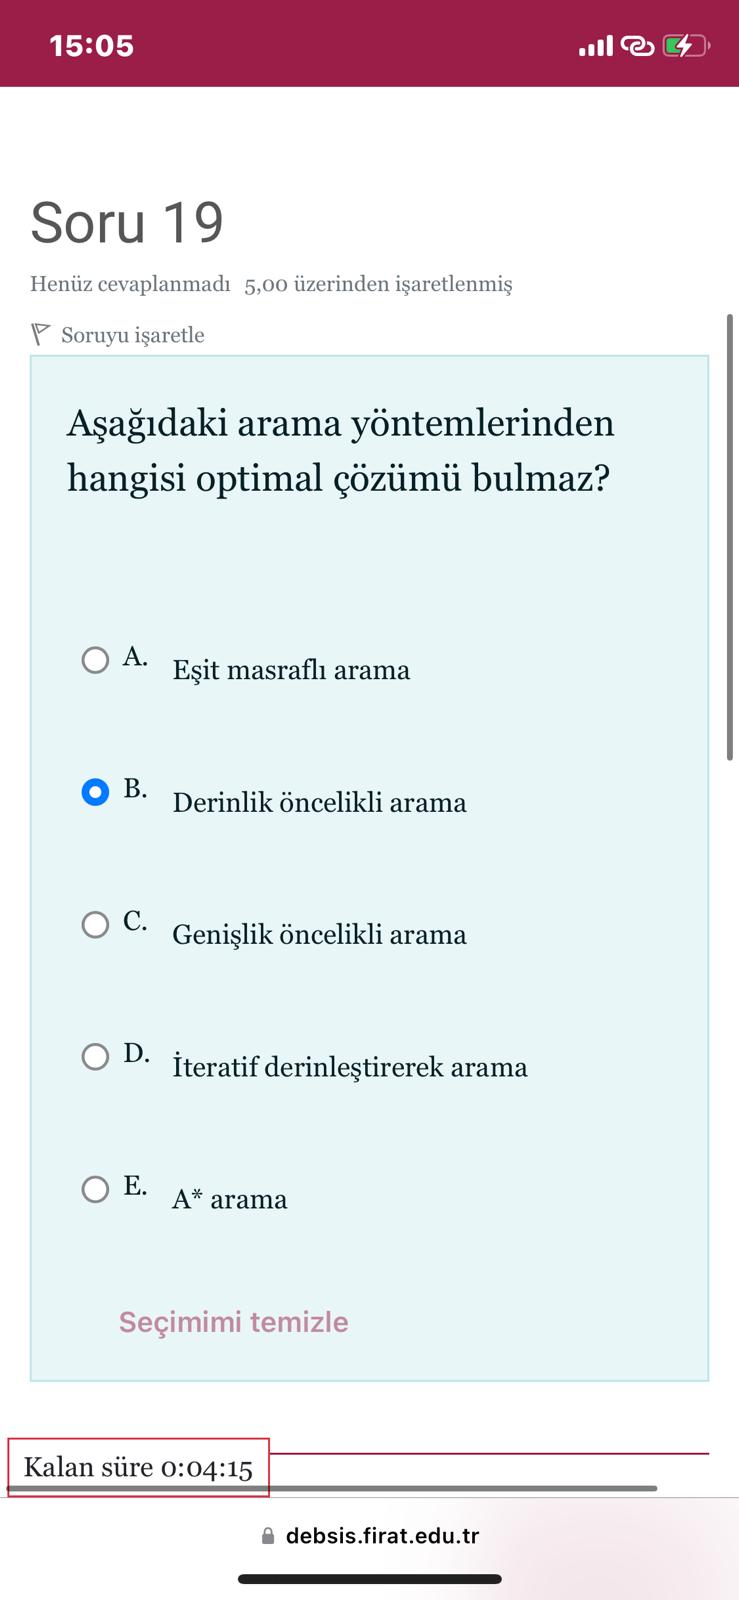 15:05
Soru 19
Henüz cevaplanmadı 5,00 üzerinden işaretlenmiş
Soruyu işaretle
Aşağıdaki arama yöntemlerinden
hangisi optimal çözümü bulmaz?
A. Eşit masraflı arama
B. Derinlik öncelikli arama
C. Genişlik öncelikli arama
D. İteratif derinleştirerek arama
E. A* arama
Seçimimi temizle
Kalan süre 0:04:15
debsis.firat.edu.tr